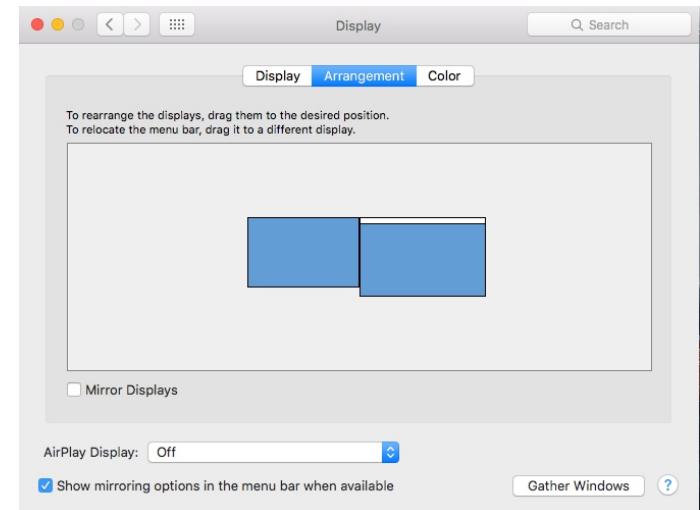 Display
Search
Display Arrangement Color
To rearrange the displays, drag them to the desired position.
To relocate the menu bar, drag it to a different display.
Mirror Displays
AirPlay Display: Off
Show mirroring options in the menu bar when available
Gather Windows ?